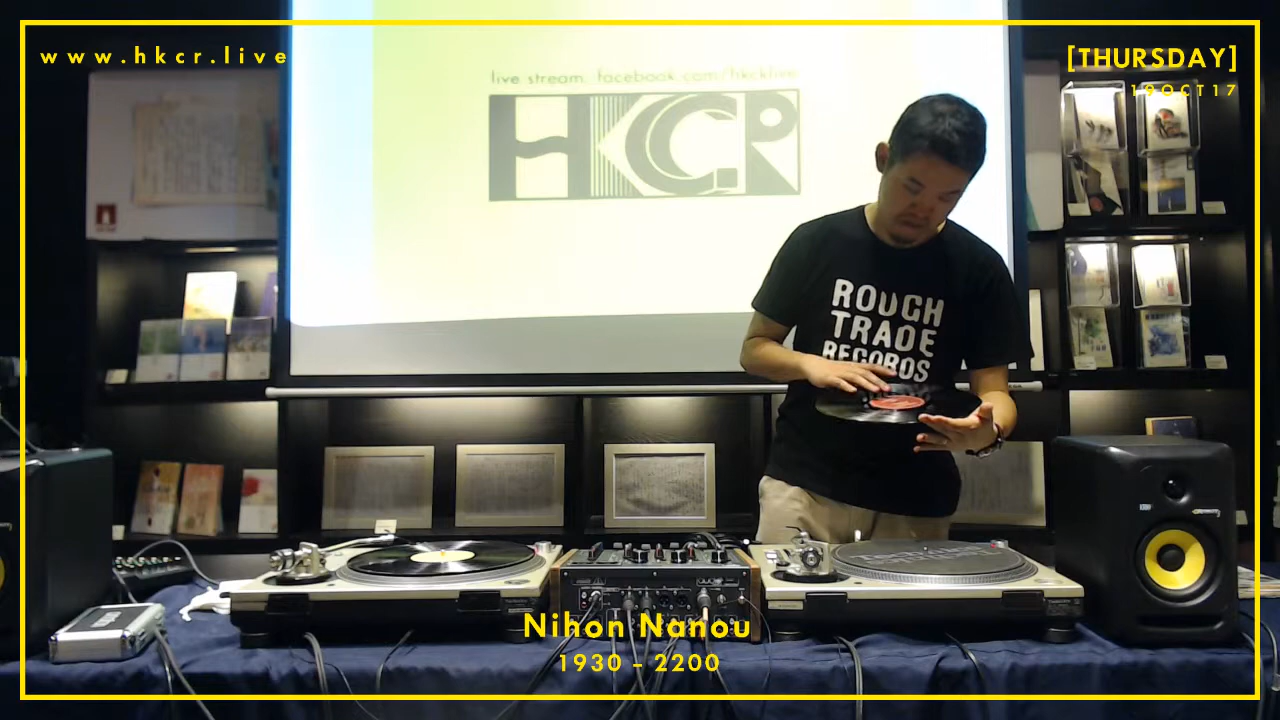 www.hkcr.live
[THURSDAY]
19OCT17
live stream: facebook.com/hkcrlive
HKCR
ROUGH
TRADE
RECORDS
Nihon Nanou
1930 – 2200